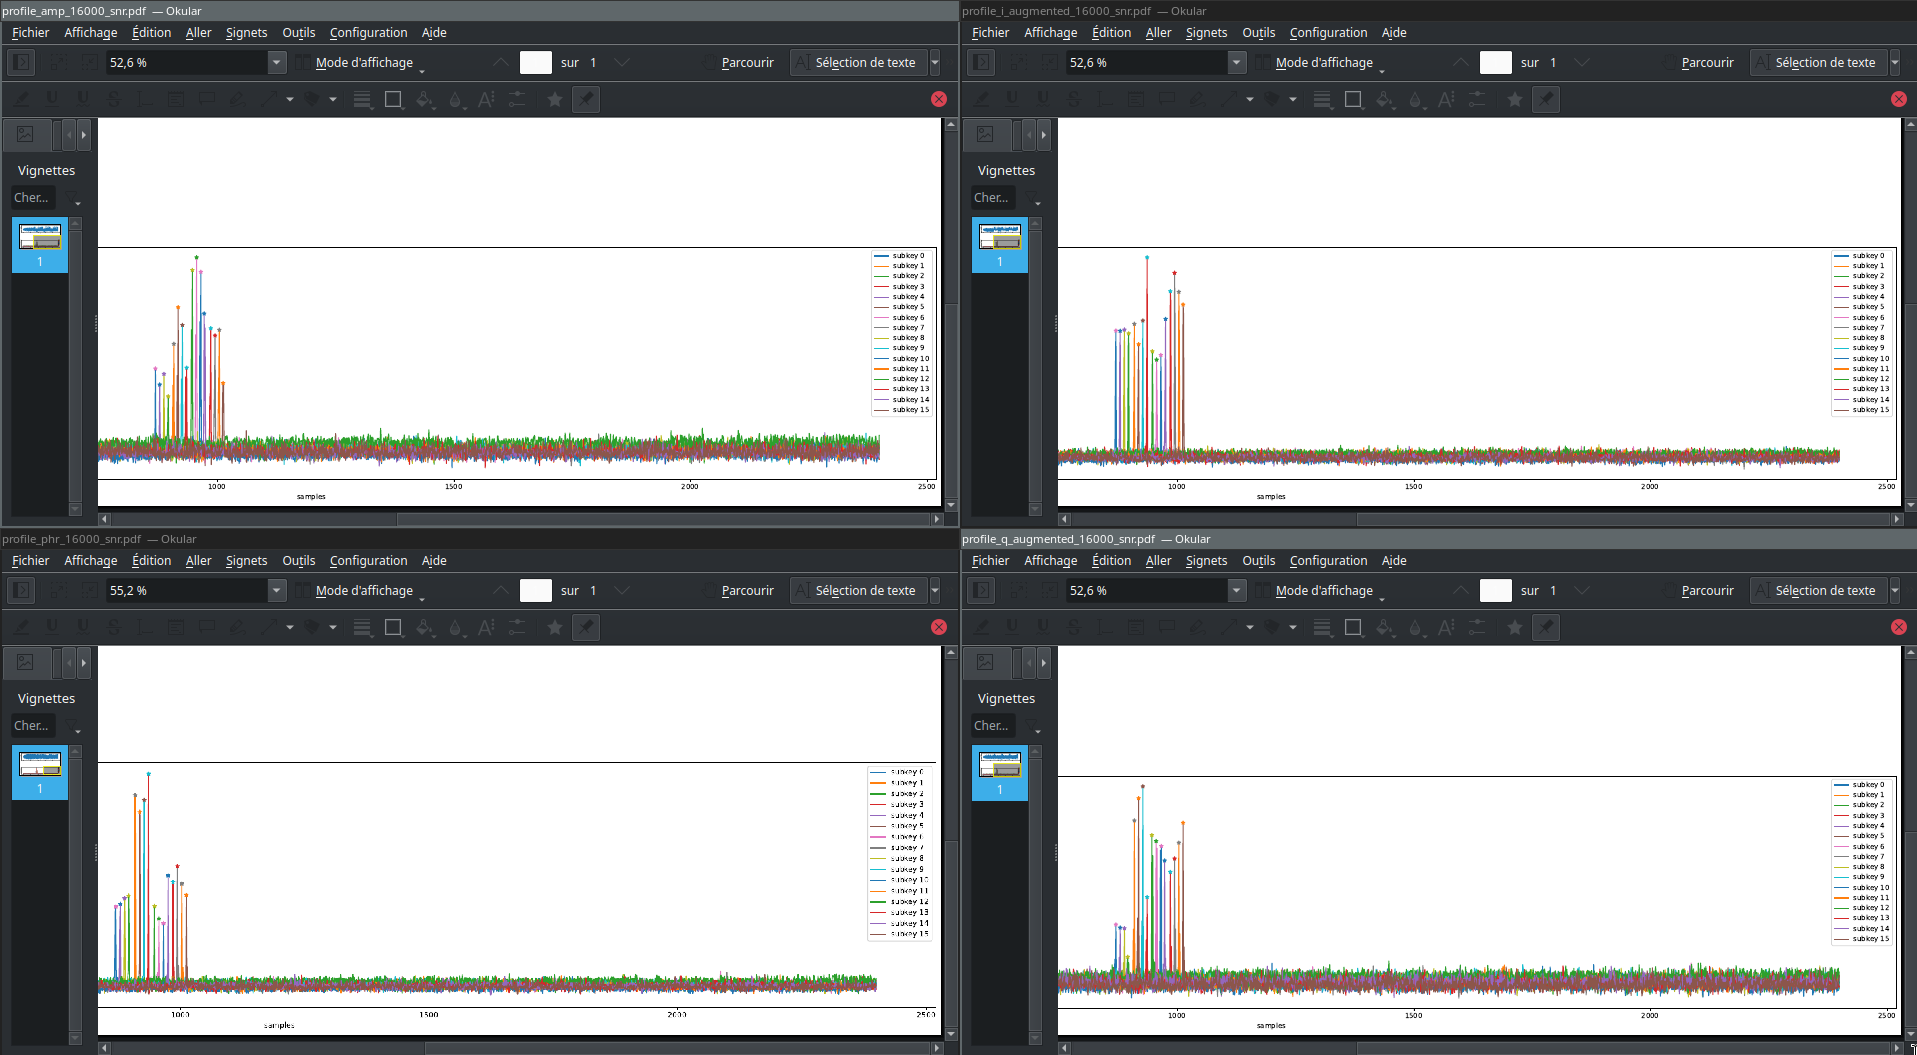 profile_amp_16000_snr.pdf — Okular
Fichier Affichage Édition Aller Signets Outils Configuration Aide
52,6 % Mode d'affichage sur 1 Parcourir Sélection de texte
Vignettes
Cher...
1
subkey 0
subkey 1
subkey 2
subkey 3
subkey 4
subkey 5
subkey 6
subkey 7
subkey 8
subkey 9
subkey 10
subkey 11
subkey 12
subkey 13
subkey 14
subkey 15
1000 1500 2000 2500
samples
profile_i_augmented_16000_snr.pdf — Okular
Fichier Affichage Édition Aller Signets Outils Configuration Aide
52,6 % Mode d'affichage sur 1 Parcourir Sélection de texte
Vignettes
Cher...
1
subkey 0
subkey 1
subkey 2
subkey 3
subkey 4
subkey 5
subkey 6
subkey 7
subkey 8
subkey 9
subkey 10
subkey 11
subkey 12
subkey 13
subkey 14
subkey 15
1000 1500 2000 2500
samples
profile_phr_16000_snr.pdf — Okular
Fichier Affichage Édition Aller Signets Outils Configuration Aide
55,2 % Mode d'affichage sur 1 Parcourir Sélection de texte
Vignettes
Cher...
1
subkey 0
subkey 1
subkey 2
subkey 3
subkey 4
subkey 5
subkey 6
subkey 7
subkey 8
subkey 9
subkey 10
subkey 11
subkey 12
subkey 13
subkey 14
subkey 15
1000 1500 2000 2500
samples
profile_q_augmented_16000_snr.pdf — Okular
Fichier Affichage Édition Aller Signets Outils Configuration Aide
52,6 % Mode d'affichage sur 1 Parcourir Sélection de texte
Vignettes
Cher...
1
subkey 0
subkey 1
subkey 2
subkey 3
subkey 4
subkey 5
subkey 6
subkey 7
subkey 8
subkey 9
subkey 10
subkey 11
subkey 12
subkey 13
subkey 14
subkey 15
1000 1500 2000 2500
samples